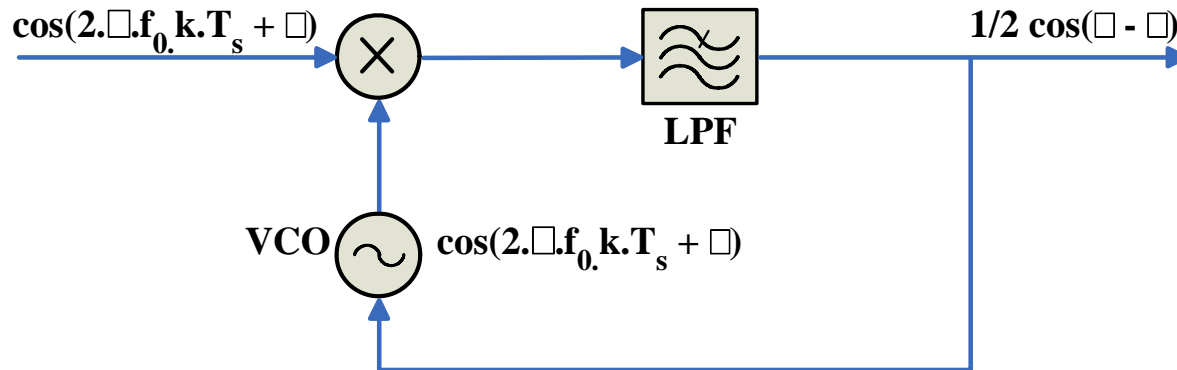 cos(2.□.f0.k.Ts + □)
1/2 cos(□ - □)
LPF
VCO
cos(2.□.f0.k.Ts + □)